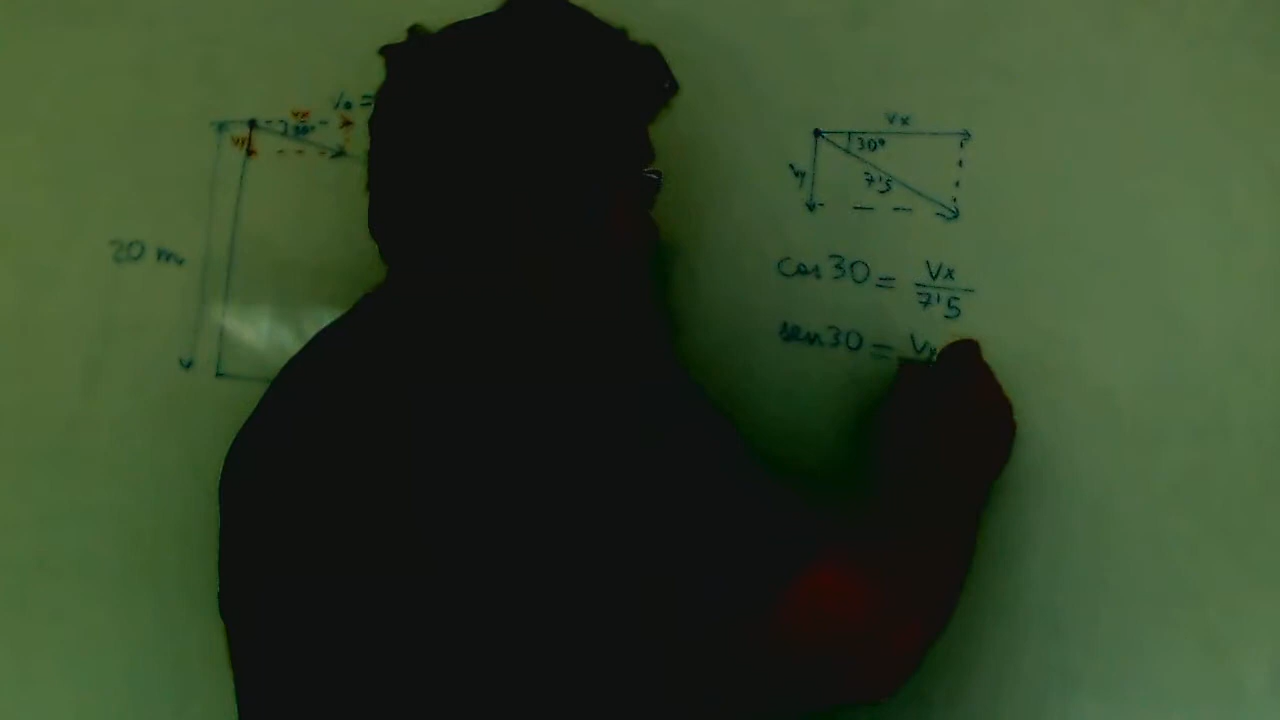 Vx
30°
Vy
20 m
Vx
30°
Vy
7'5
cos 30 = Vx / 7'5
sen 30 = Vy